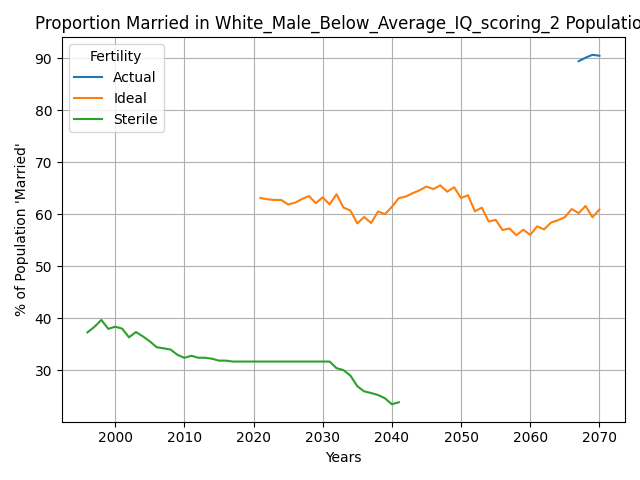 Proportion Married in White_Male_Below_Average_IQ_scoring_2 Populatio
Fertility
Actual
Ideal
Sterile
% of Population 'Married'
90
80
70
60
50
40
30
2000 2010 2020 2030 2040 2050 2060 2070
Years